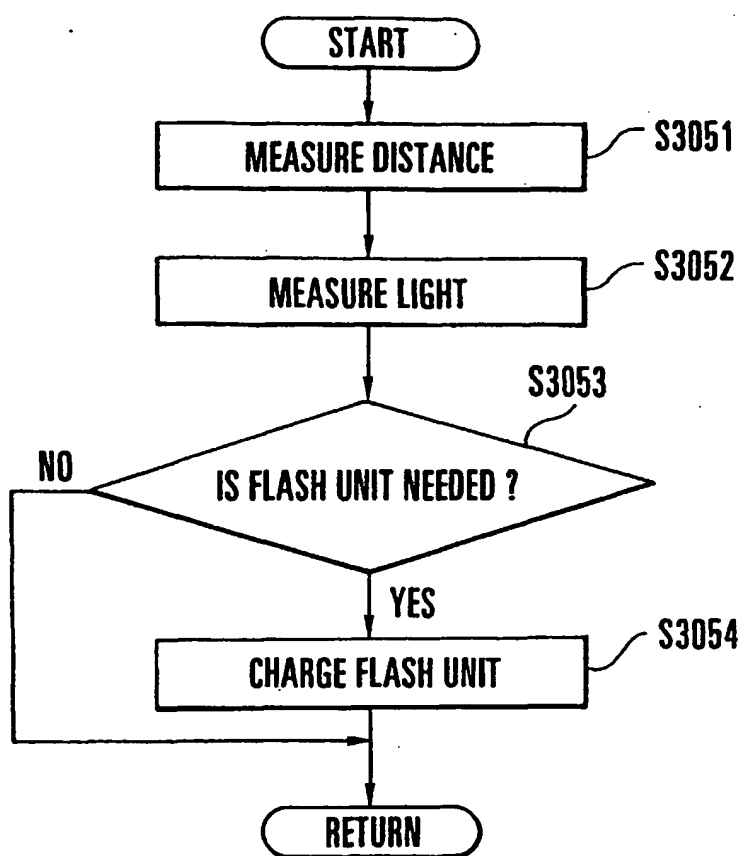 START
MEASURE DISTANCE
S3051
MEASURE LIGHT
S3052
S3053
IS FLASH UNIT NEEDED ?
NO
YES
CHARGE FLASH UNIT
S3054
RETURN